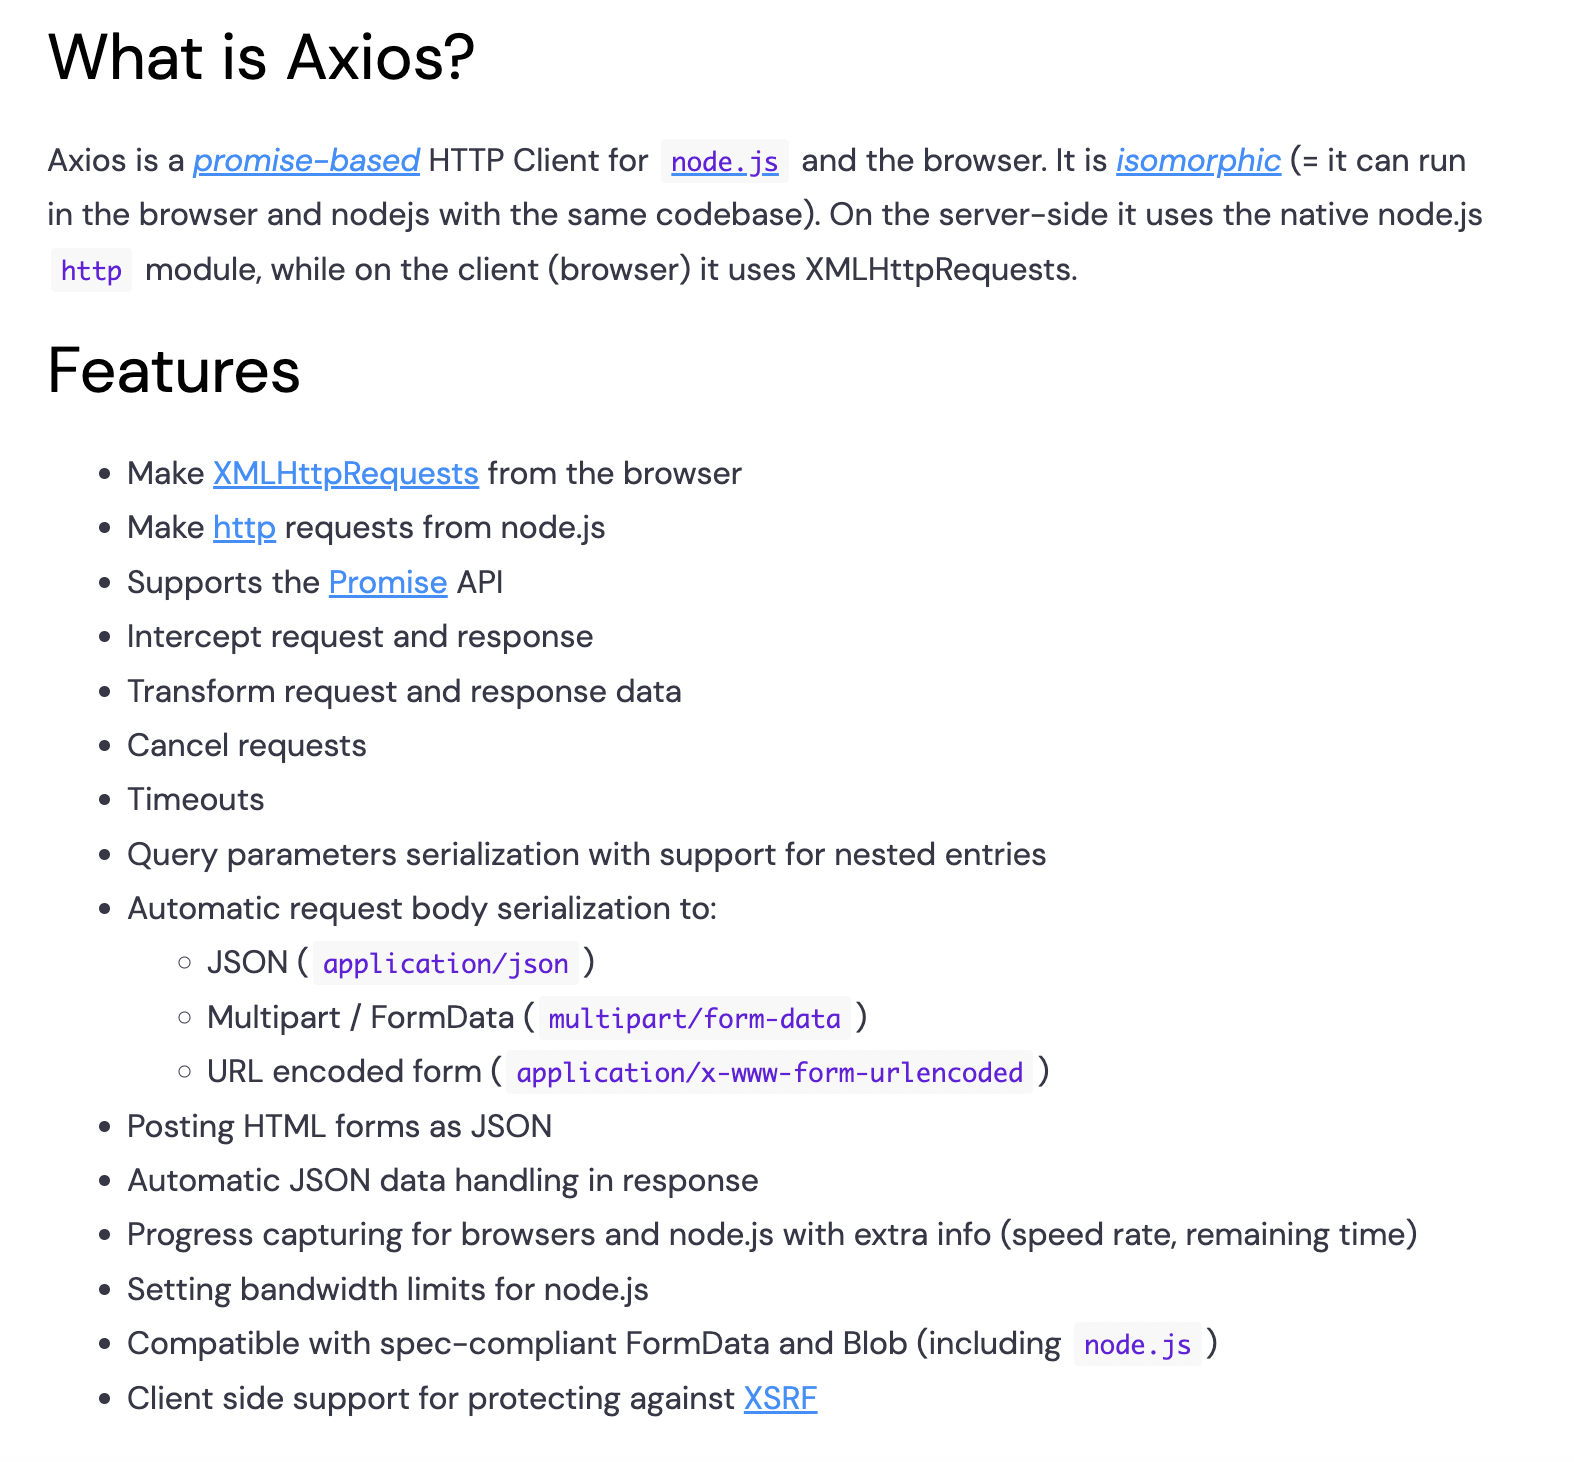 What is Axios?
Axios is a promise-based HTTP Client for node.js and the browser. It is isomorphic (= it can run
in the browser and nodejs with the same codebase). On the server-side it uses the native node.js
http module, while on the client (browser) it uses XMLHttpRequests.
Features
• Make XMLHttpRequests from the browser
• Make http requests from node.js
• Supports the Promise API
• Intercept request and response
• Transform request and response data
• Cancel requests
• Timeouts
• Query parameters serialization with support for nested entries
• Automatic request body serialization to:
◦ JSON ( application/json )
◦ Multipart / FormData ( multipart/form-data )
◦ URL encoded form ( application/x-www-form-urlencoded )
• Posting HTML forms as JSON
• Automatic JSON data handling in response
• Progress capturing for browsers and node.js with extra info (speed rate, remaining time)
• Setting bandwidth limits for node.js
• Compatible with spec-compliant FormData and Blob (including node.js )
• Client side support for protecting against XSRF